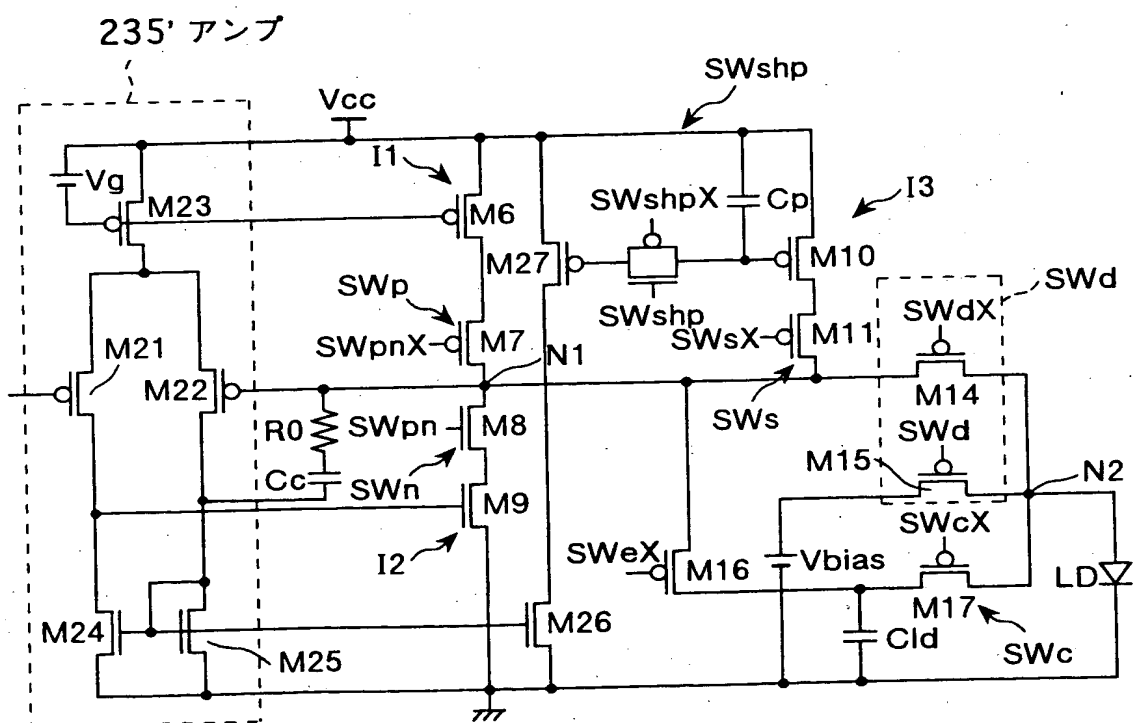 235' アンプ
SWshp
Vcc
I1
Vg
M23
M6
SWshpX
Cp
I3
M27
M10
SWd
SWp
SWshp
SWdX
M21
SWpnX
M7
SWsX
M11
M22
N1
M14
R0
SWpn
M8
SWs
SWd
Cc
SWn
M15
N2
M9
SWcX
I2
SWeX
M16
Vbias
LD
M24
M26
M17
M25
Cld
SWc